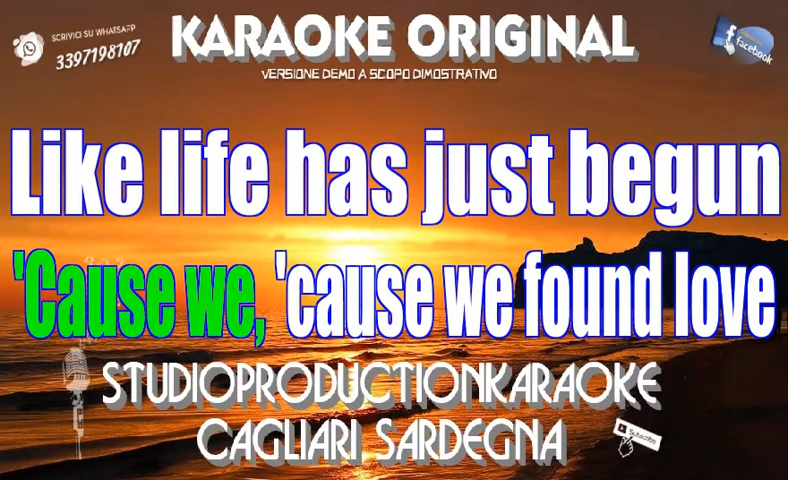 SCRIVICI SU WHATSAPP
3397198107
KARAOKE ORIGINAL
VERSIONE DEMO A SCOPO DIMOSTRATIVO
facebook
Like life has just begun
'Cause we, 'cause we found love
STUDIOPRODUCTIONKARAOKE
CAGLIARI SARDEGNA
Subscribe